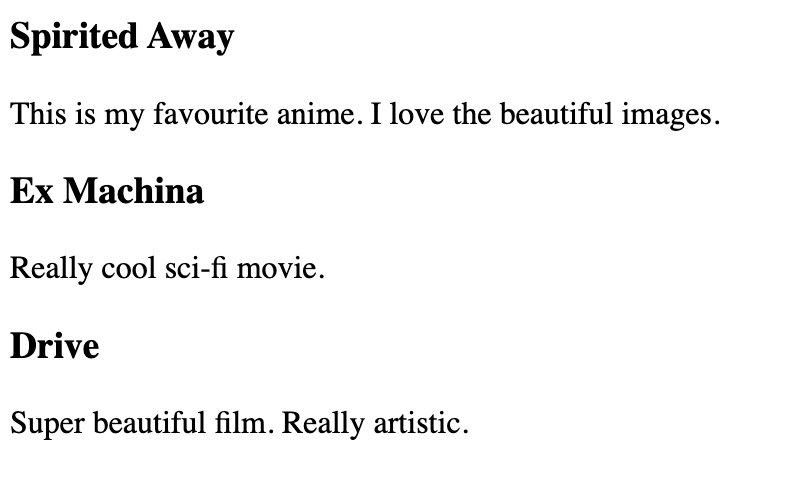 Spirited Away
This is my favourite anime. I love the beautiful images.
Ex Machina
Really cool sci-fi movie.
Drive
Super beautiful film. Really artistic.